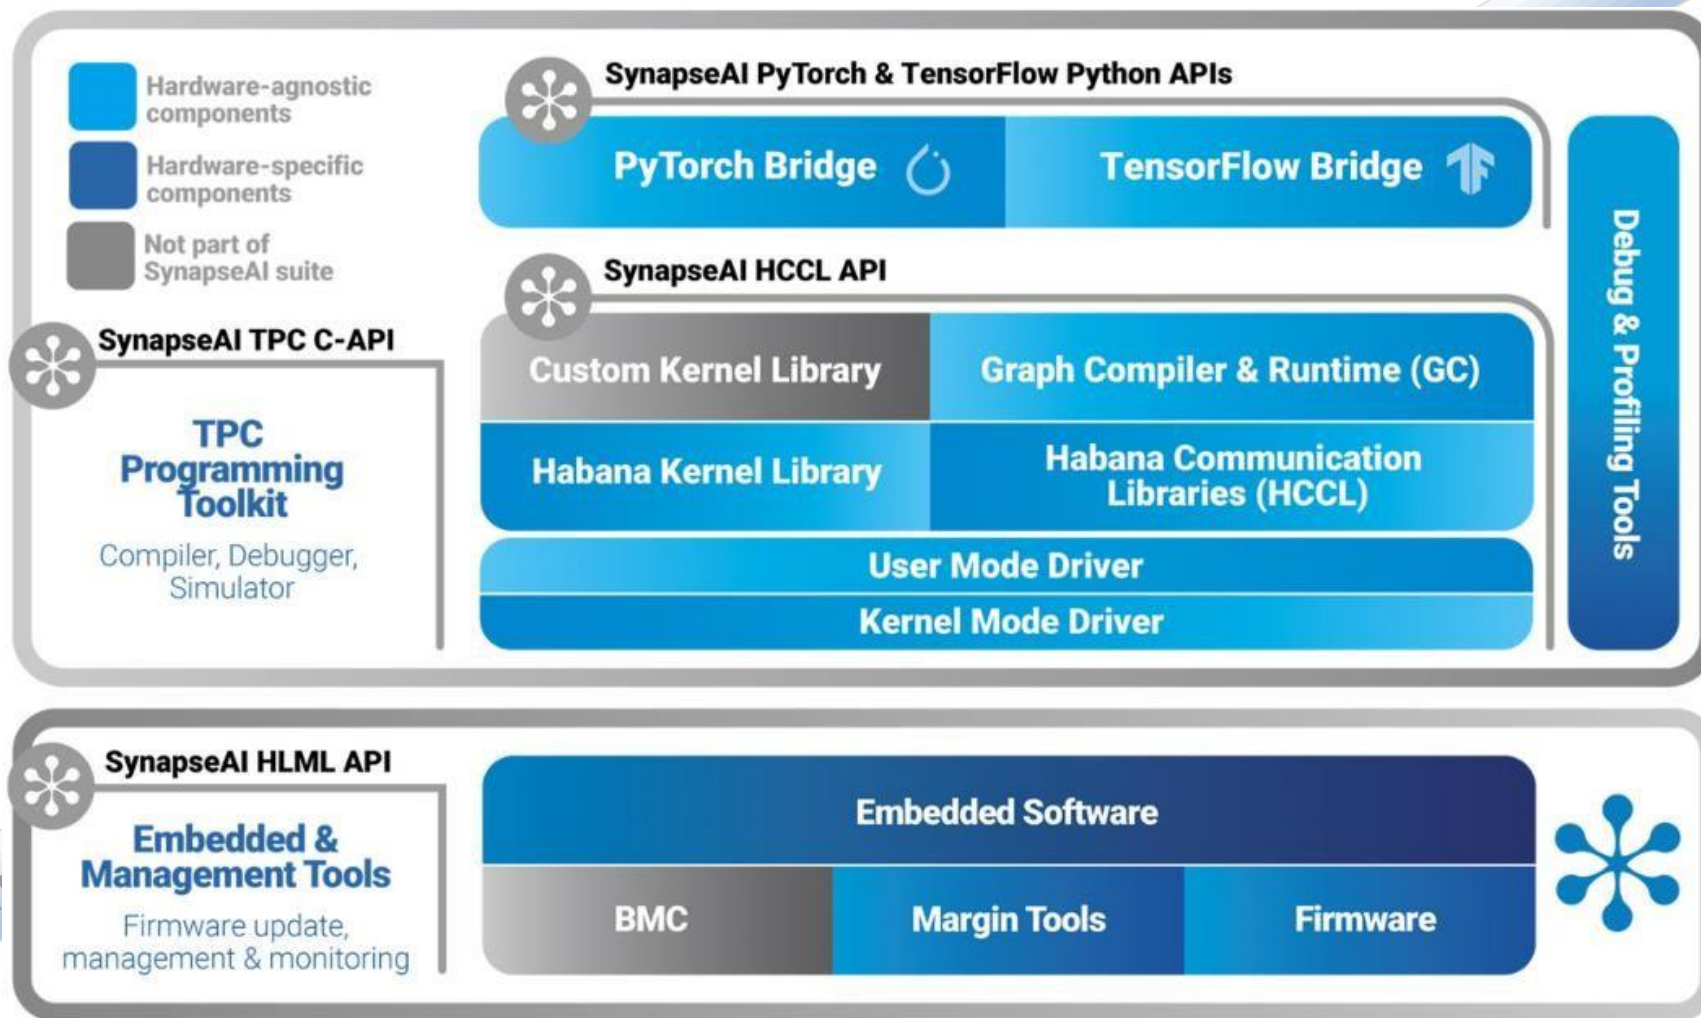 Hardware-agnostic
components
Hardware-specific
components
Not part of
SynapseAI suite
SynapseAI PyTorch & TensorFlow Python APIs
PyTorch Bridge
TensorFlow Bridge
SynapseAI HCCL API
Custom Kernel Library
Graph Compiler & Runtime (GC)
Habana Kernel Library
Habana Communication
Libraries (HCCL)
User Mode Driver
Kernel Mode Driver
Debug & Profiling Tools
SynapseAI TPC C-API
TPC
Programming
Toolkit
Compiler, Debugger,
Simulator
SynapseAI HLML API
Embedded &
Management Tools
Firmware update,
management & monitoring
Embedded Software
BMC
Margin Tools
Firmware